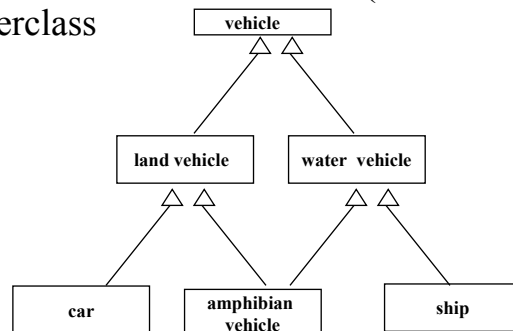 erclass
vehicle
land vehicle
water vehicle
car
amphibian
vehicle
ship